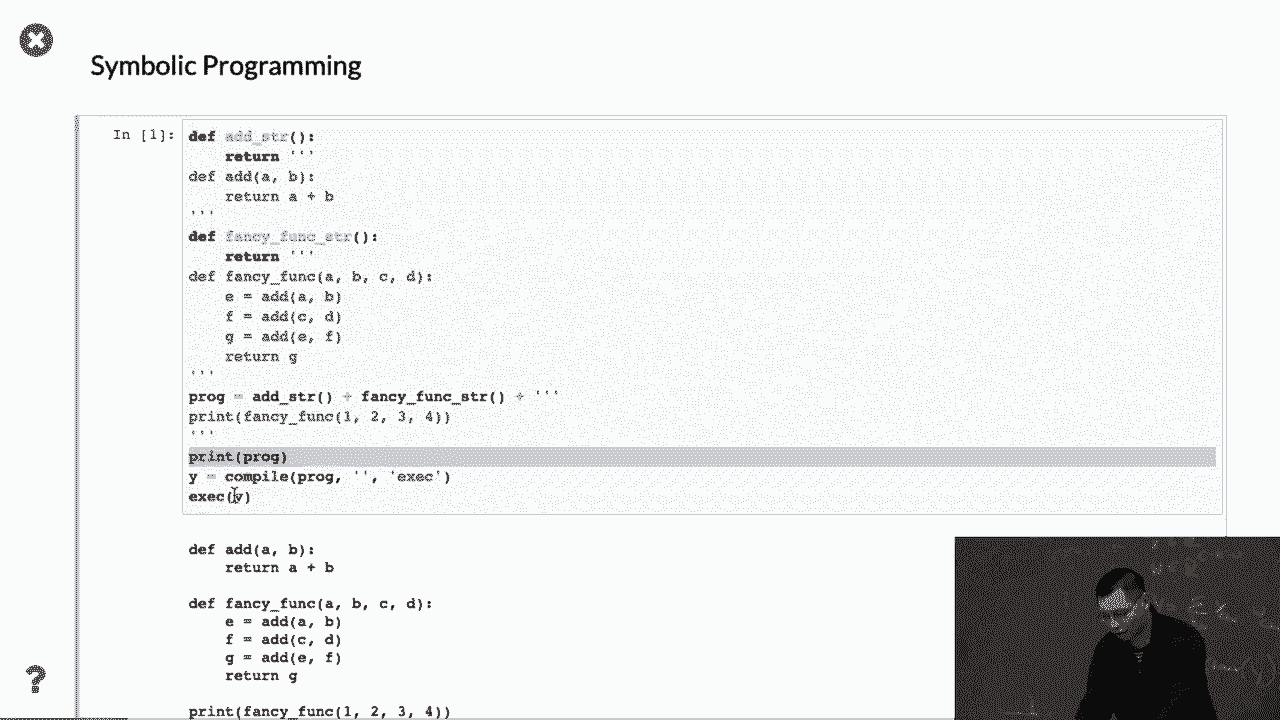 Symbolic Programming
In [1]:
def add_str():
    return '''
def add(a, b):
    return a + b
'''
def fancy_func_str():
    return '''
def fancy_func(a, b, c, d):
    e = add(a, b)
    f = add(c, d)
    g = add(e, f)
    return g
'''
prog = add_str() + fancy_func_str() + '''
print(fancy_func(1, 2, 3, 4))
'''
print(prog)
y = compile(prog, '', 'exec')
exec(y)
def add(a, b):
    return a + b
def fancy_func(a, b, c, d):
    e = add(a, b)
    f = add(c, d)
    g = add(e, f)
    return g
print(fancy_func(1, 2, 3, 4))
?